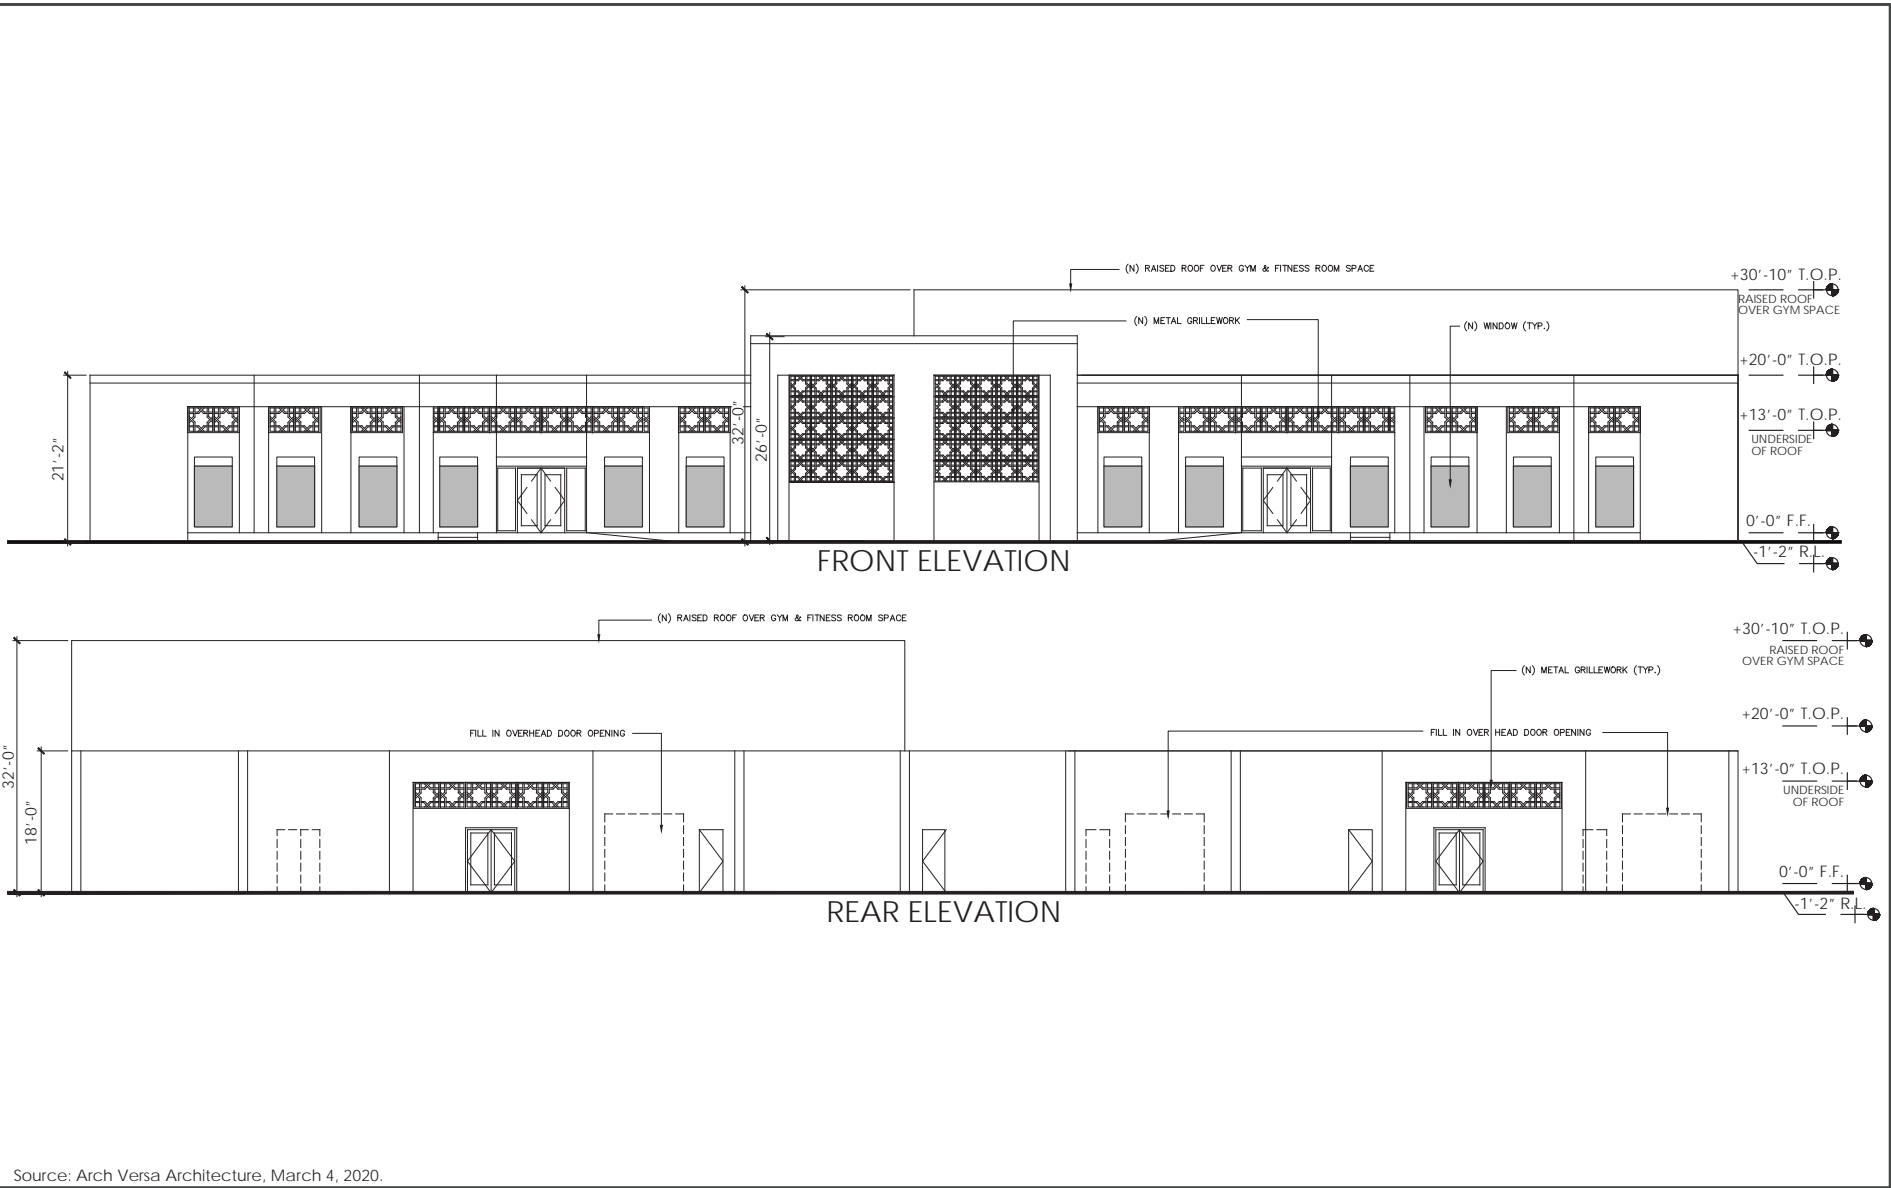 (N) RAISED ROOF OVER GYM & FITNESS ROOM SPACE
+30'-10" T.O.P.
RAISED ROOF
OVER GYM SPACE
(N) METAL GRILLEWORK
(N) WINDOW (TYP.)
+20'-0" T.O.P.
+13'-0" T.O.P.
UNDERSIDE
OF ROOF
21'-2"
32'-0"
26'-0"
0'-0" F.F.
-1'-2" R.L.
FRONT ELEVATION
(N) RAISED ROOF OVER GYM & FITNESS ROOM SPACE
+30'-10" T.O.P.
RAISED ROOF
OVER GYM SPACE
(N) METAL GRILLEWORK (TYP.)
+20'-0" T.O.P.
FILL IN OVERHEAD DOOR OPENING
FILL IN OVER HEAD DOOR OPENING
32'-0"
18'-0"
+13'-0" T.O.P.
UNDERSIDE
OF ROOF
0'-0" F.F.
-1'-2" R.L.
REAR ELEVATION
Source: Arch Versa Architecture, March 4, 2020.